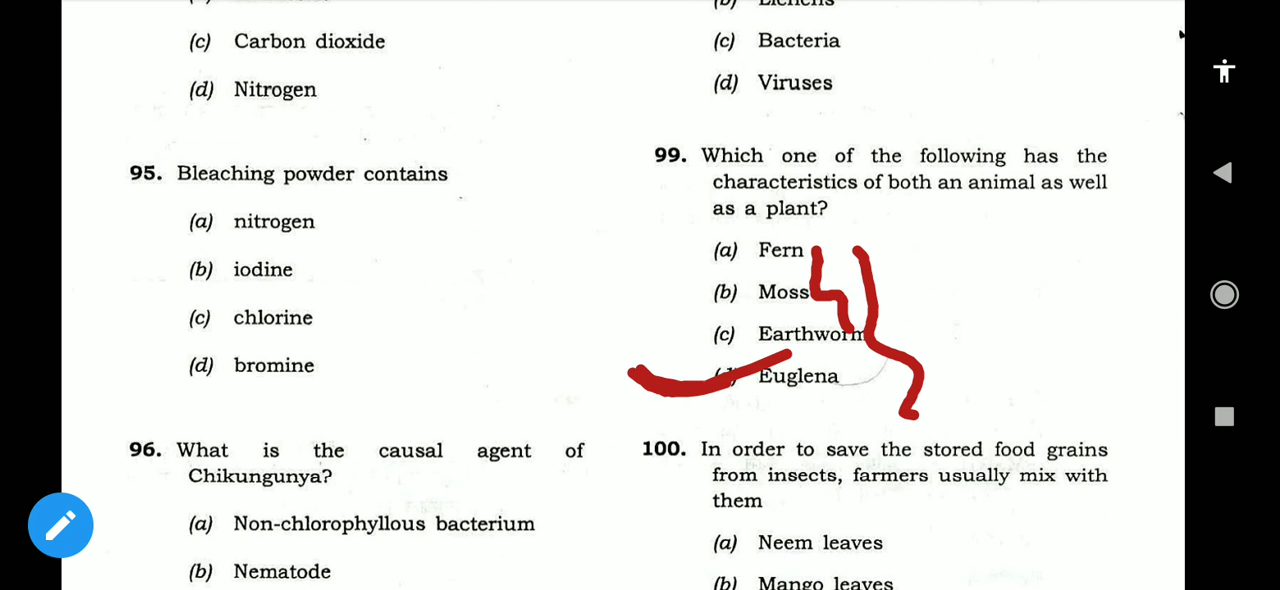 (c) Carbon dioxide
(d) Nitrogen
95. Bleaching powder contains
(a) nitrogen
(b) iodine
(c) chlorine
(d) bromine
96. What is the causal agent of
Chikungunya?
(a) Non-chlorophyllous bacterium
(b) Nematode
(b) Lichens
(c) Bacteria
(d) Viruses
99. Which one of the following has the
characteristics of both an animal as well
as a plant?
(a) Fern
(b) Moss
(c) Earthworm
(d) Euglena
100. In order to save the stored food grains
from insects, farmers usually mix with
them
(a) Neem leaves
(b) Mango leaves